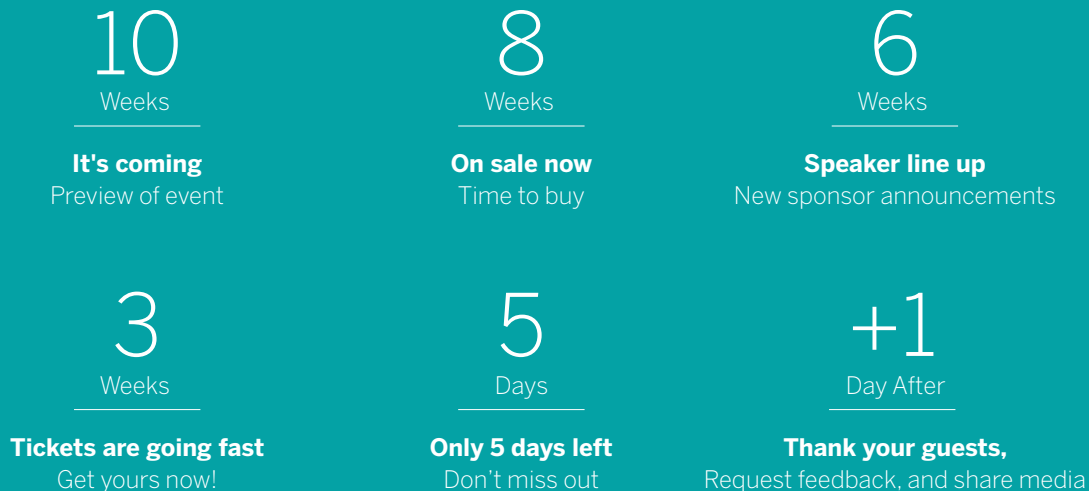 10
Weeks
It's coming
Preview of event
8
Weeks
On sale now
Time to buy
6
Weeks
Speaker line up
New sponsor announcements
3
Weeks
Tickets are going fast
Get yours now!
5
Days
Only 5 days left
Don’t miss out
+1
Day After
Thank your guests,
Request feedback, and share media